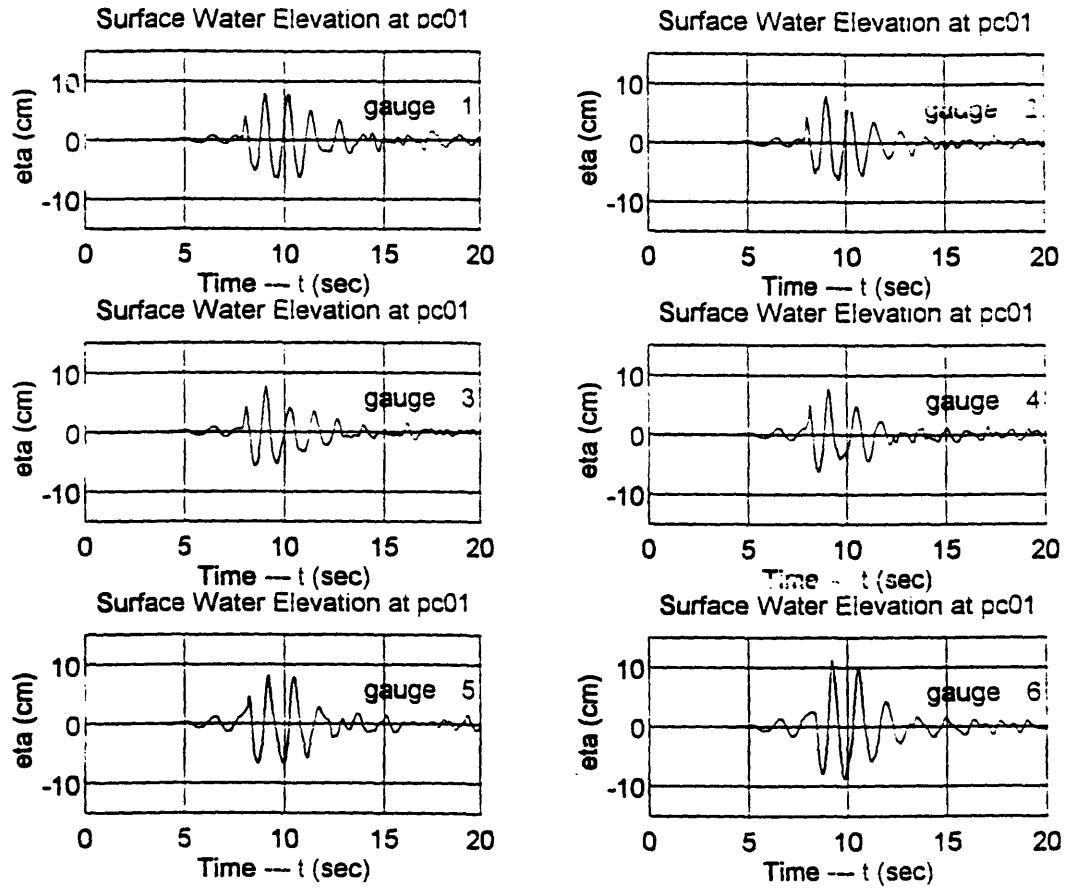 Surface Water Elevation at pc01
10
0
-10
eta (cm)
gauge 1
0 5 10 15 20
Time --- t (sec)
Surface Water Elevation at pc01
10
0
-10
eta (cm)
gauge 2
0 5 10 15 20
Time --- t (sec)
Surface Water Elevation at pc01
10
0
-10
eta (cm)
gauge 3
0 5 10 15 20
Time --- t (sec)
Surface Water Elevation at pc01
10
0
-10
eta (cm)
gauge 4
0 5 10 15 20
Time --- t (sec)
Surface Water Elevation at pc01
10
0
-10
eta (cm)
gauge 5
0 5 10 15 20
Time --- t (sec)
Surface Water Elevation at pc01
10
0
-10
eta (cm)
gauge 6
0 5 10 15 20
Time --- t (sec)